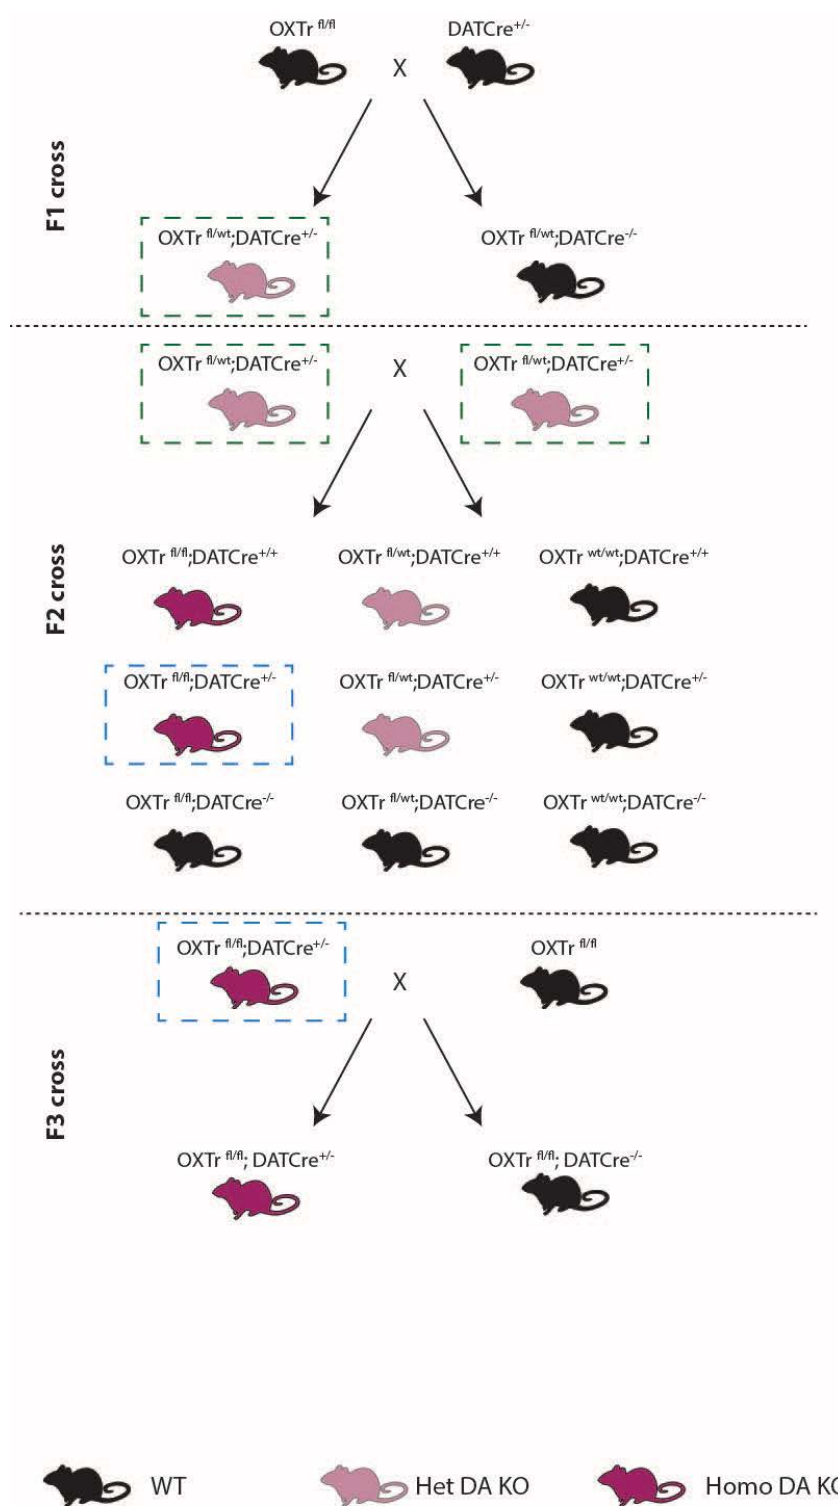 OXTr fl/fl DATCre+/-
X
F1 cross
OXTr fl/wt;DATCre+/- OXTr fl/wt;DATCre-/-
OXTr fl/wt;DATCre+/- X OXTr fl/wt;DATCre+/-
F2 cross
OXTr fl/fl;DATCre+/+ OXTr fl/wt;DATCre+/+ OXTr wt/wt;DATCre+/+
OXTr fl/fl;DATCre+/- OXTr fl/wt;DATCre+/- OXTr wt/wt;DATCre+/-
OXTr fl/fl;DATCre-/- OXTr fl/wt;DATCre-/- OXTr wt/wt;DATCre-/-
OXTr fl/fl;DATCre+/- X OXTr fl/fl
F3 cross
OXTr fl/fl; DATCre+/- OXTr fl/fl; DATCre-/-
WT Het DA KO Homo DA KO